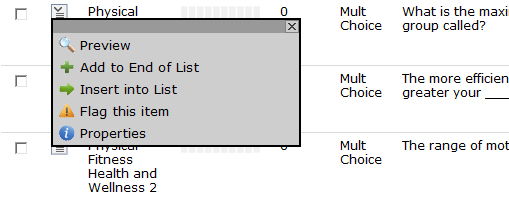 Physical
0
Mult
Choice
What is the maxi
group called?
Preview
Add to End of List
Insert into List
Flag this item
Properties
Mult
Choice
The more efficien
greater your ____
Physical
Fitness
Health and
Wellness 2
0
Mult
Choice
The range of mot